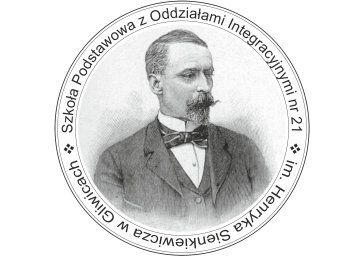 Szkoła Podstawowa z Oddziałami Integracyjnymi nr 21
im. Henryka Sienkiewicza w Gliwicach